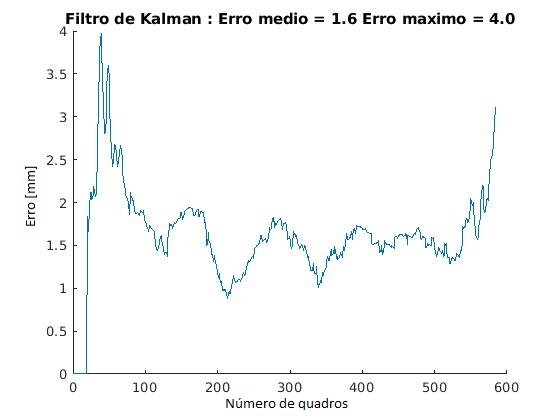 Filtro de Kalman : Erro medio = 1.6 Erro maximo = 4.0
4
3.5
3
2.5
2
1.5
1
0.5
0
Erro [mm]
0 100 200 300 400 500 600
Número de quadros